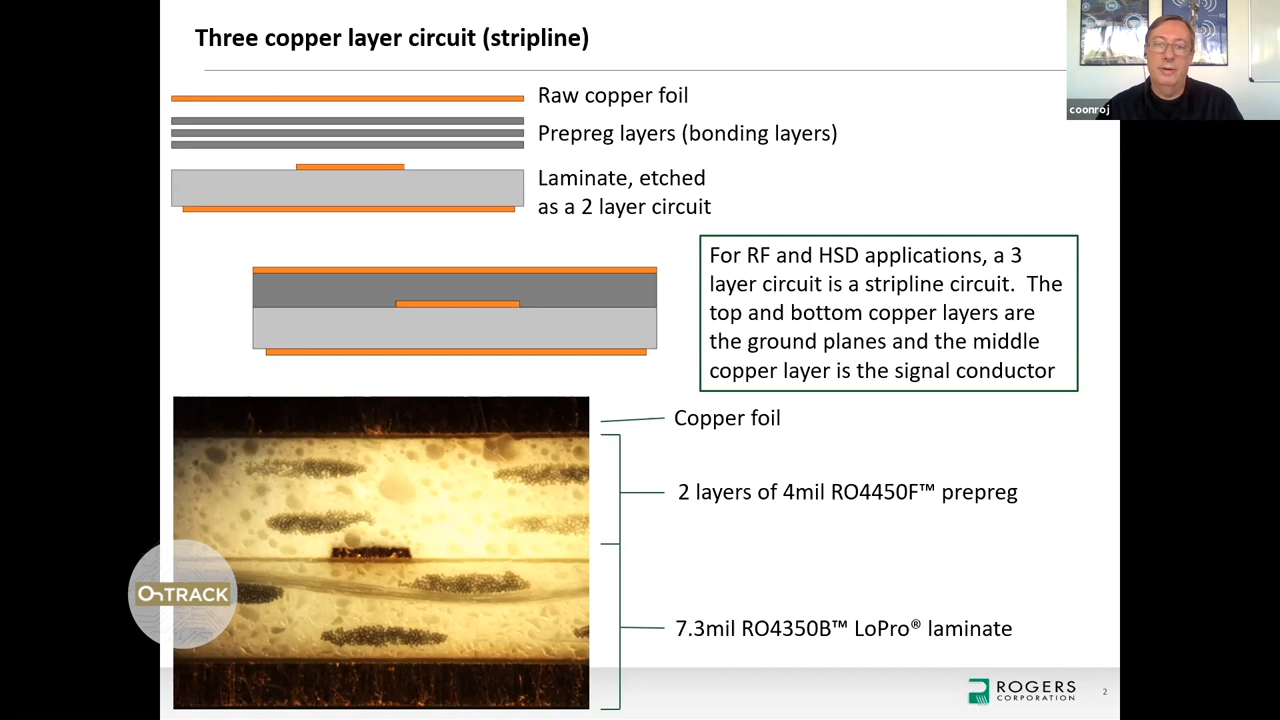 Three copper layer circuit (stripline)
coonroj
Raw copper foil
Prepreg layers (bonding layers)
Laminate, etched
as a 2 layer circuit
For RF and HSD applications, a 3
layer circuit is a stripline circuit. The
top and bottom copper layers are
the ground planes and the middle
copper layer is the signal conductor
Copper foil
2 layers of 4mil RO4450F™ prepreg
OnTRACK
7.3mil RO4350B™ LoPro® laminate
ROGERS
CORPORATION
2